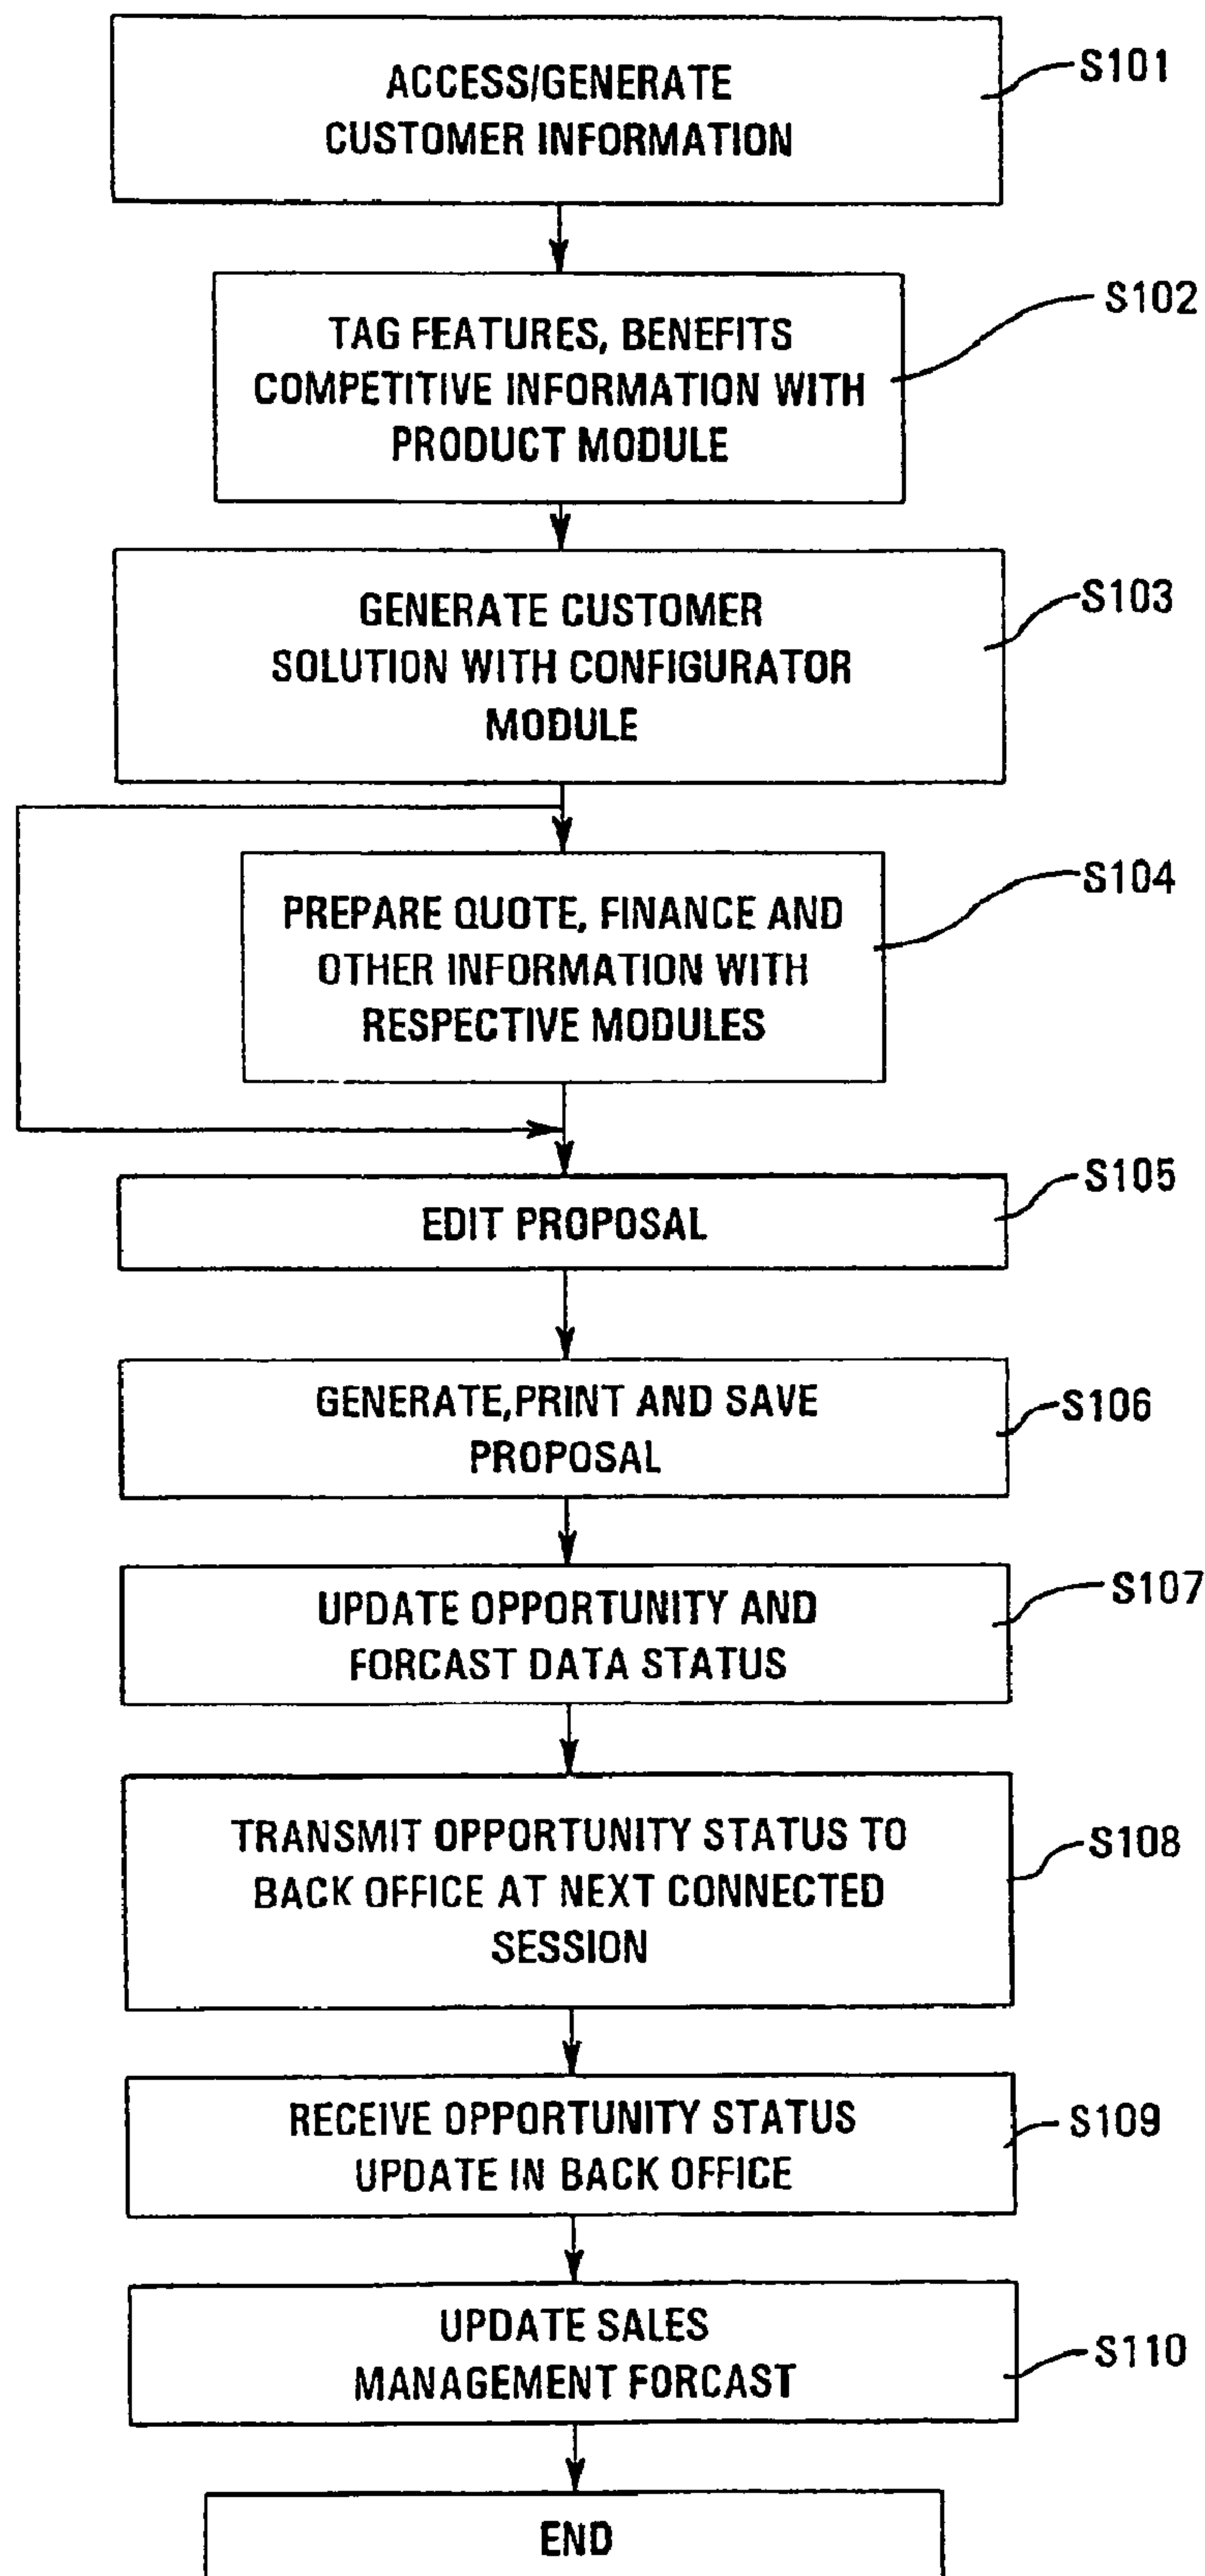 ACCESS/GENERATE
CUSTOMER INFORMATION
S101
TAG FEATURES, BENEFITS
COMPETITIVE INFORMATION WITH
PRODUCT MODULE
S102
GENERATE CUSTOMER
SOLUTION WITH CONFIGURATOR
MODULE
S103
PREPARE QUOTE, FINANCE AND
OTHER INFORMATION WITH
RESPECTIVE MODULES
S104
EDIT PROPOSAL
S105
GENERATE,PRINT AND SAVE
PROPOSAL
S106
UPDATE OPPORTUNITY AND
FORCAST DATA STATUS
S107
TRANSMIT OPPORTUNITY STATUS TO
BACK OFFICE AT NEXT CONNECTED
SESSION
S108
RECEIVE OPPORTUNITY STATUS
UPDATE IN BACK OFFICE
S109
UPDATE SALES
MANAGEMENT FORCAST
S110
END